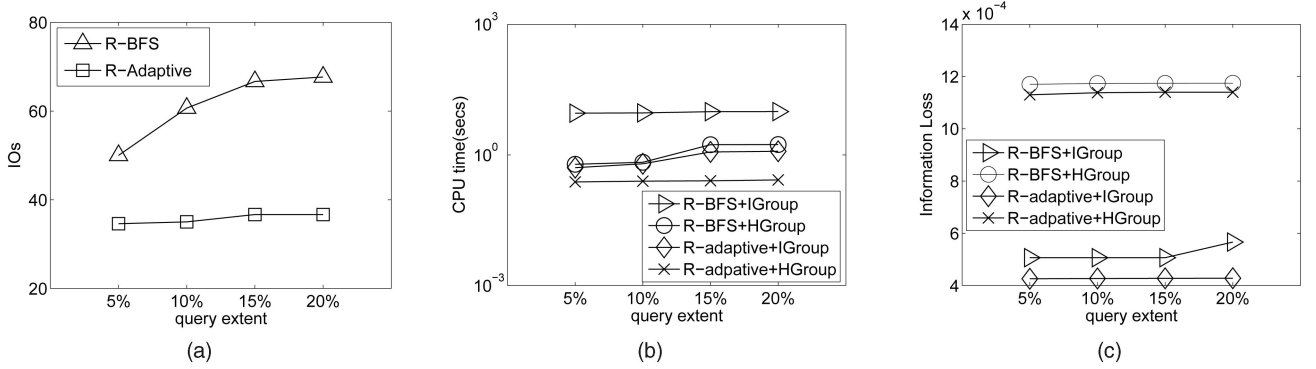 80
60
40
20
IOs
R−BFS
R−Adaptive
5% 10% 15% 20%
query extent
(a)
10^3
10^0
10^-3
CPU time(secs)
R−BFS+IGroup
R−BFS+HGroup
R−adaptive+IGroup
R−adpative+HGroup
5% 10% 15% 20%
query extent
(b)
x 10^-4
14
12
10
8
6
4
Information Loss
R−BFS+IGroup
R−BFS+HGroup
R−adaptive+IGroup
R−adpative+HGroup
5% 10% 15% 20%
query extent
(c)